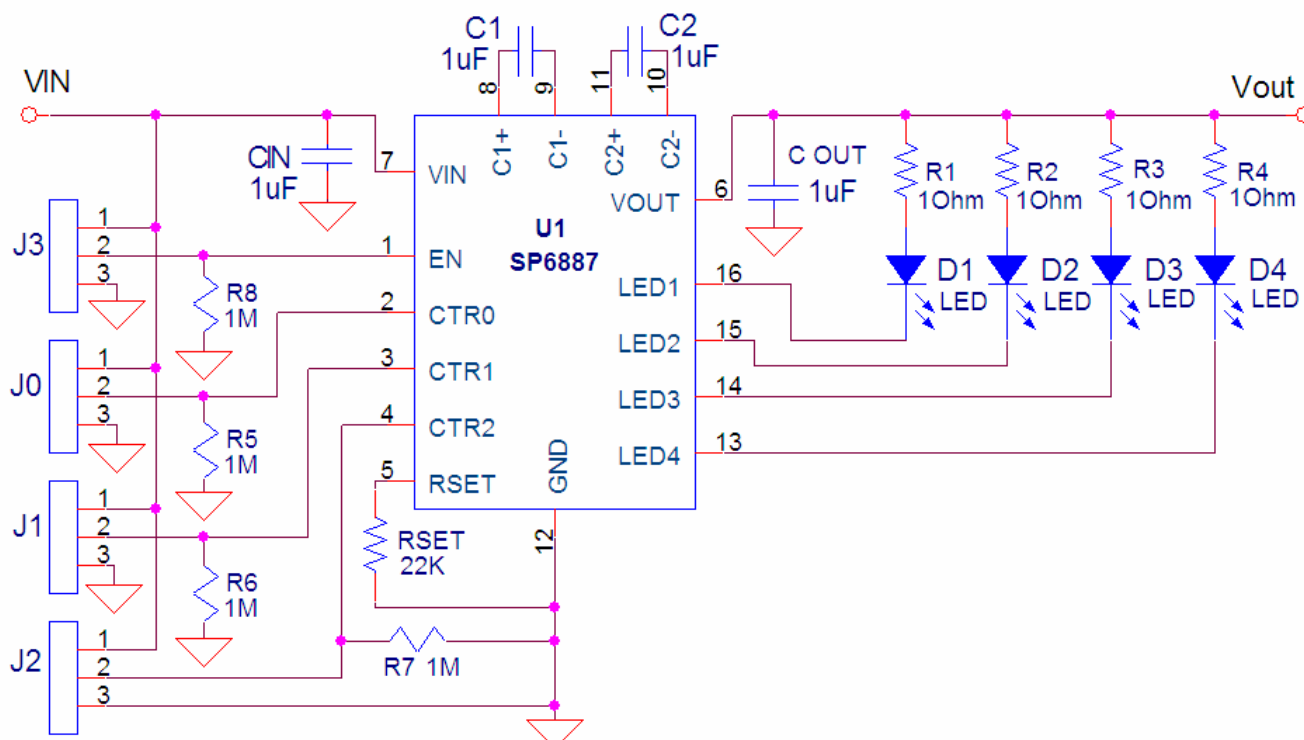 C1
1uF
C2
1uF
8
9
11
10
VIN
Vout
C1+
C1-
C2+
C2-
CIN
1uF
7
VIN
C OUT
1uF
6
VOUT
R1
1Ohm
R2
1Ohm
R3
1Ohm
R4
1Ohm
U1
SP6887
J3
1
2
3
1
EN
R8
1M
2
CTR0
16
LED1
D1
LED
D2
LED
D3
LED
D4
LED
15
LED2
J0
1
2
3
3
CTR1
14
LED3
4
CTR2
R5
1M
13
LED4
5
RSET
GND
12
J1
1
2
3
RSET
22K
R6
1M
J2
1
2
3
R7 1M